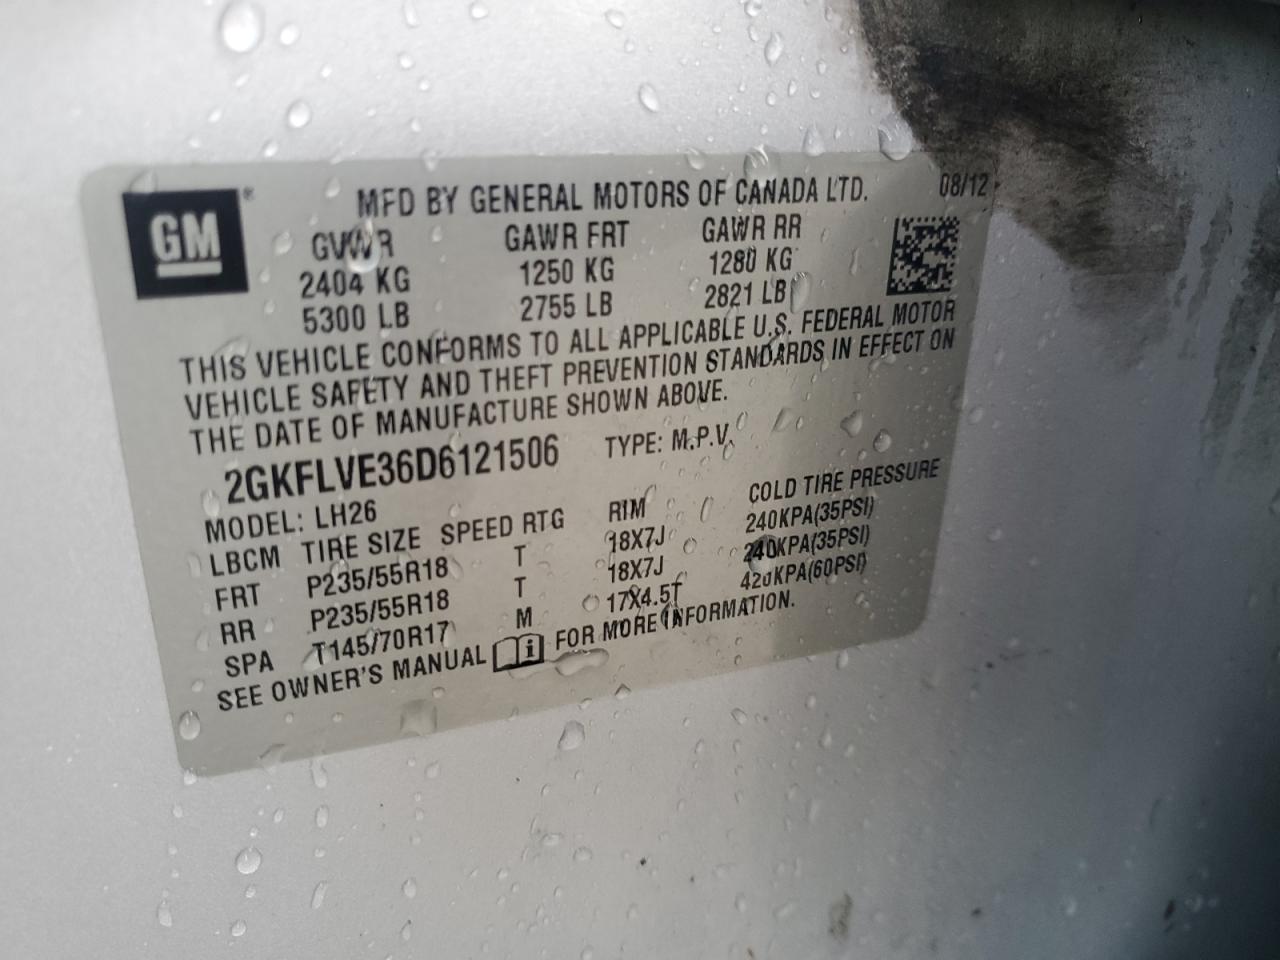 GM®
MFD BY GENERAL MOTORS OF CANADA LTD. 08/12
GVWR GAWR FRT GAWR RR
2404 KG 1250 KG 1280 KG
5300 LB 2755 LB 2821 LB
THIS VEHICLE CONFORMS TO ALL APPLICABLE U.S. FEDERAL MOTOR
VEHICLE SAFETY AND THEFT PREVENTION STANDARDS IN EFFECT ON
THE DATE OF MANUFACTURE SHOWN ABOVE.
2GKFLVE36D6121506 TYPE: M.P.V.
MODEL: LH26
LBCM TIRE SIZE SPEED RTG RIM COLD TIRE PRESSURE
FRT P235/55R18 T 18X7J 240KPA(35PSI)
RR P235/55R18 T 18X7J 240KPA(35PSI)
SPA T145/70R17 M 17X4.5T 420KPA(60PSI)
SEE OWNER'S MANUAL FOR MORE INFORMATION.